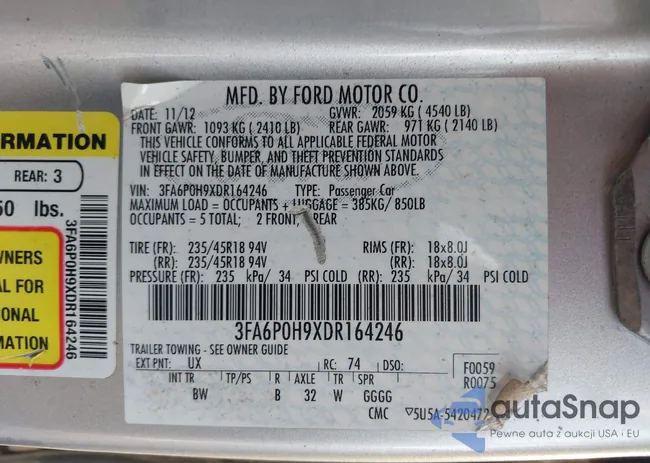 MFD. BY FORD MOTOR CO.
DATE: 11/12 GVWR: 2059 KG ( 4540 LB)
FRONT GAWR: 1093 KG ( 2410 LB) REAR GAWR: 971 KG ( 2140 LB)
THIS VEHICLE CONFORMS TO ALL APPLICABLE FEDERAL MOTOR
VEHICLE SAFETY, BUMPER, AND THEFT PREVENTION STANDARDS
IN EFFECT ON THE DATE OF MANUFACTURE SHOWN ABOVE.
VIN: 3FA6P0H9XDR164246 TYPE: Passenger Car
MAXIMUM LOAD = OCCUPANTS + LUGGAGE = 385KG/ 850LB
OCCUPANTS = 5 TOTAL; 2 FRONT, REAR
TIRE (FR): 235/45R18 94V RIMS (FR): 18x8.0J
(RR): 235/45R18 94V (RR): 18x8.0J
PRESSURE (FR): 235 kPa/ 34 PSI COLD (RR): 235 kPa/ 34 PSI COLD
3FA6P0H9XDR164246
TRAILER TOWING - SEE OWNER GUIDE
EXT PNT: UX RC: 74 DSO: F0059
R0075
INT TR TP/PS R AXLE TR SPR
BW B 32 W GGGG
CMC 5U5A-5420472
ORMATION
REAR: 3
50 lbs.
WNERS
AL FOR
IONAL
MATION
3FA6P0H9XDR164246
autaSnap
Pewne auta z aukcji USA i EU